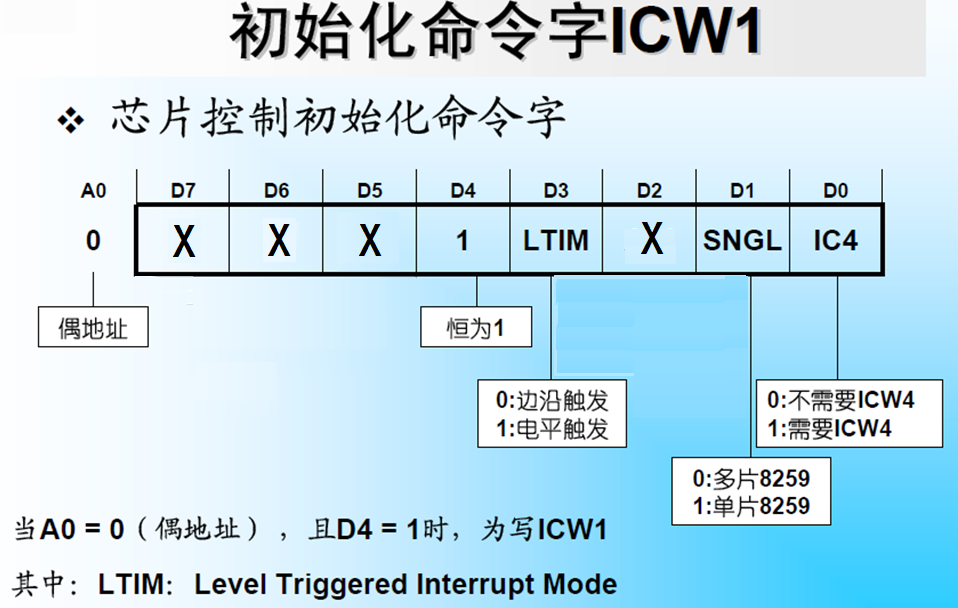 初始化命令字ICW1
❖ 芯片控制初始化命令字
A0 D7 D6 D5 D4 D3 D2 D1 D0
0 X X X 1 LTIM X SNGL IC4
偶地址
恒为1
0:边沿触发
1:电平触发
0:不需要ICW4
1:需要ICW4
0:多片8259
1:单片8259
当A0 = 0（偶地址），且D4 = 1时，为写ICW1
其中：LTIM：Level Triggered Interrupt Mode